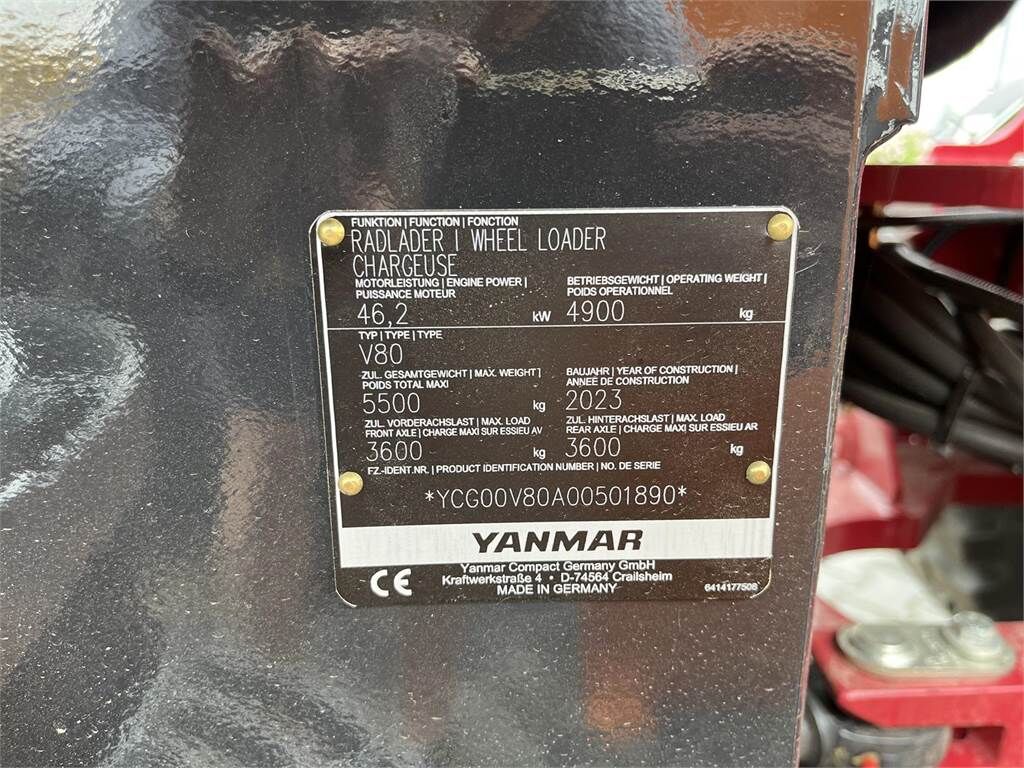 FUNKTION | FUNCTION | FONCTION
RADLADER | WHEEL LOADER
CHARGEUSE
MOTORLEISTUNG | ENGINE POWER |
PUISSANCE MOTEUR
46,2 kW
BETRIEBSGEWICHT | OPERATING WEIGHT |
POIDS OPERATIONNEL
4900 kg
TYP | TYPE | TYPE
V80
ZUL. GESAMTGEWICHT | MAX. WEIGHT |
POIDS TOTAL MAXI
5500 kg
BAUJAHR | YEAR OF CONSTRUCTION |
ANNEE DE CONSTRUCTION
2023
ZUL. VORDERACHSLAST | MAX. LOAD
FRONT AXLE | CHARGE MAXI SUR ESSIEU AV
3600 kg
ZUL. HINTERACHSLAST | MAX. LOAD
REAR AXLE | CHARGE MAXI SUR ESSIEU AR
3600 kg
FZ.-IDENT.NR. | PRODUCT IDENTIFICATION NUMBER | NO. DE SERIE
*YCG00V80A00501890*
YANMAR
Yanmar Compact Germany GmbH
Kraftwerkstraße 4 • D-74564 Crailsheim
MADE IN GERMANY
CE
6414177506